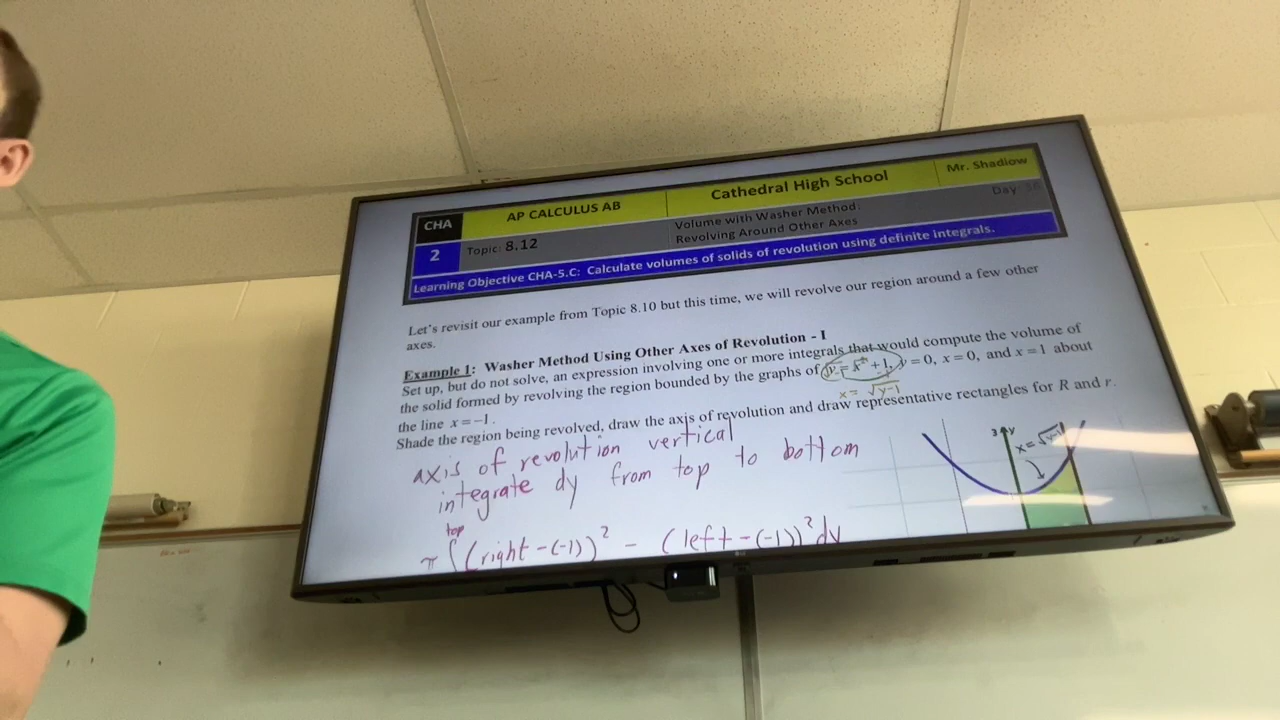 CHA
AP CALCULUS AB
Cathedral High School
Mr. Shadiow
2
Topic: 8.12
Volume with Washer Method:
Revolving Around Other Axes
Day:
Learning Objective CHA-5.C: Calculate volumes of solids of revolution using definite integrals.
Let's revisit our example from Topic 8.10 but this time, we will revolve our region around a few other
axes.
Example 1: Washer Method Using Other Axes of Revolution - I
Set up, but do not solve, an expression involving one or more integrals that would compute the volume of
the solid formed by revolving the region bounded by the graphs of y = x² + 1, y = 0, x = 0, and x = 1 about
x = √y-1
the line x = -1.
Shade the region being revolved, draw the axis of revolution and draw representative rectangles for R and r.
axis of revolution vertical
integrate dy from top to bottom
top
π ∫ (right -(-1))² - (left -(-1))² dy
3 y
x = √y-1